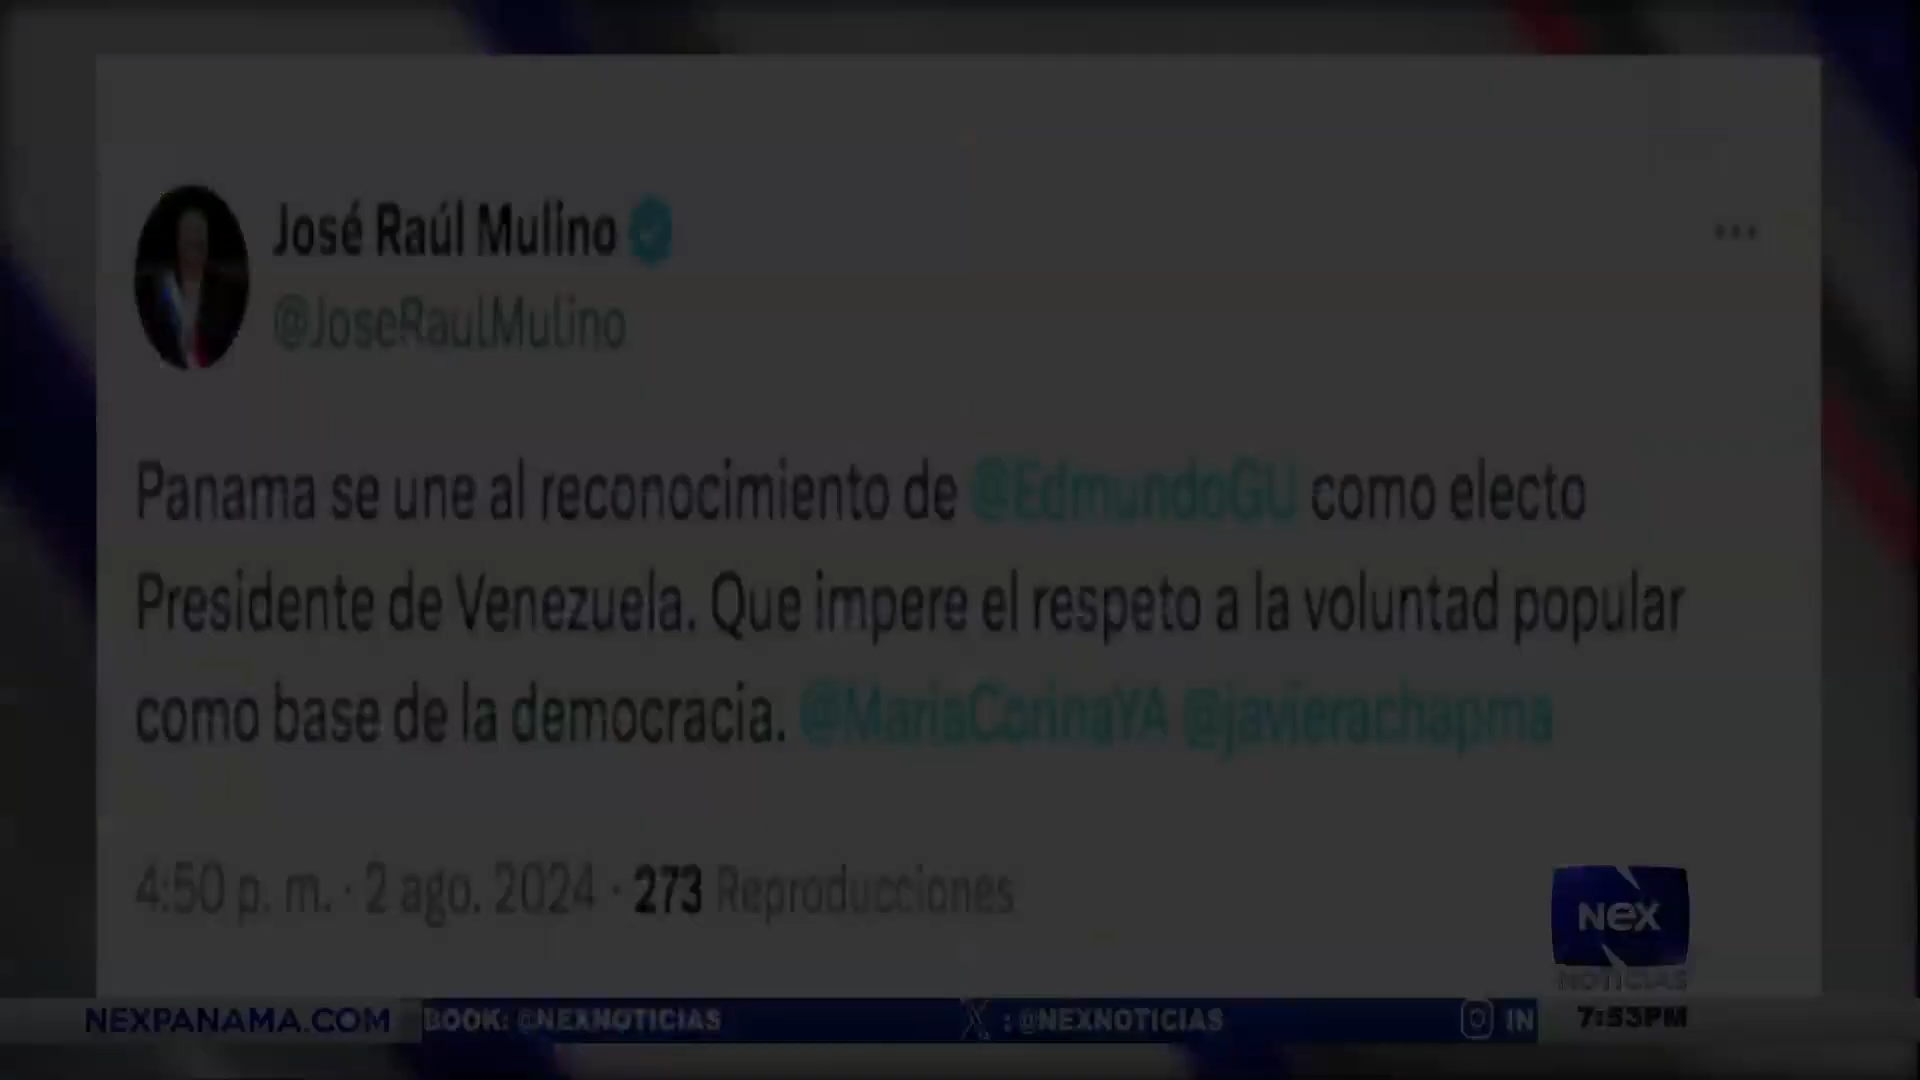 José Raúl Mulino
@JoseRaulMulino
Panama se une al reconocimiento de @EdmundoGU como electo
Presidente de Venezuela. Que impere el respeto a la voluntad popular
como base de la democracia. @MariaCorinaYA @javierachapma
4:50 p. m. · 2 ago. 2024 · 273 Reproducciones
NEX
NOTICIAS
NEXPANAMA.COM BOOK: @NEXNOTICIAS X : @NEXNOTICIAS IN 7:53PM